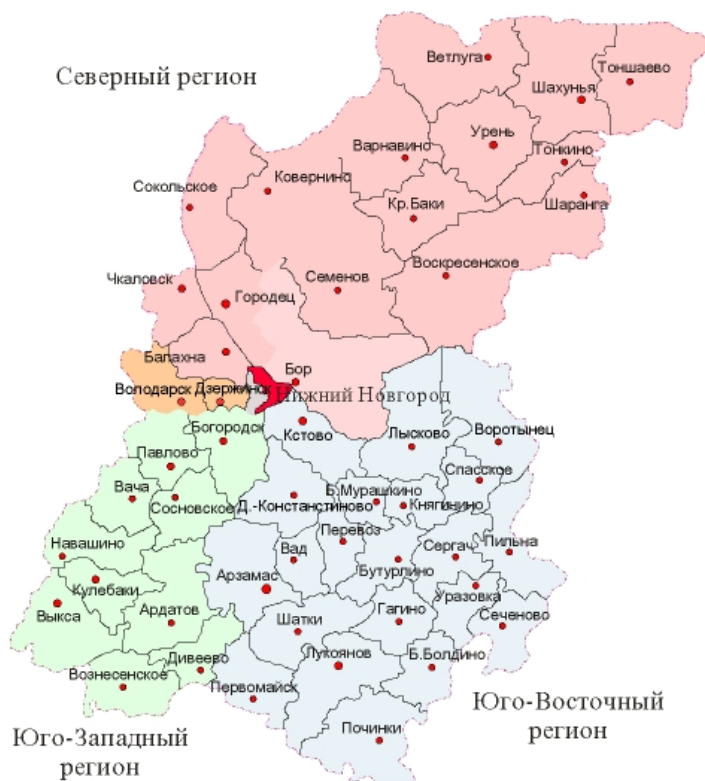 Северный регион
Ветлуга
Тоншаево
Шахунья
Урень
Варнавино
Тонкино
Ковернино
Сокольское
Кр.Баки
Шаранга
Воскресенское
Чкаловск
Семенов
Городец
Балахна
Бор
Володарск
Дзержинск
Нижний Новгород
Богородск
Кстово
Лысково
Воротынец
Павлово
Спасское
Вача
Сосновское
Б.Мурашкино
Д.-Константиново
Княгинино
Перевоз
Навашино
Вад
Сергач
Пильна
Кулебаки
Арзамас
Бутурлино
Уразовка
Выкса
Ардатов
Гагино
Сеченово
Шатки
Дивеево
Лукоянов
Б.Болдино
Вознесенское
Первомайск
Починки
Юго-Восточный
регион
Юго-Западный
регион